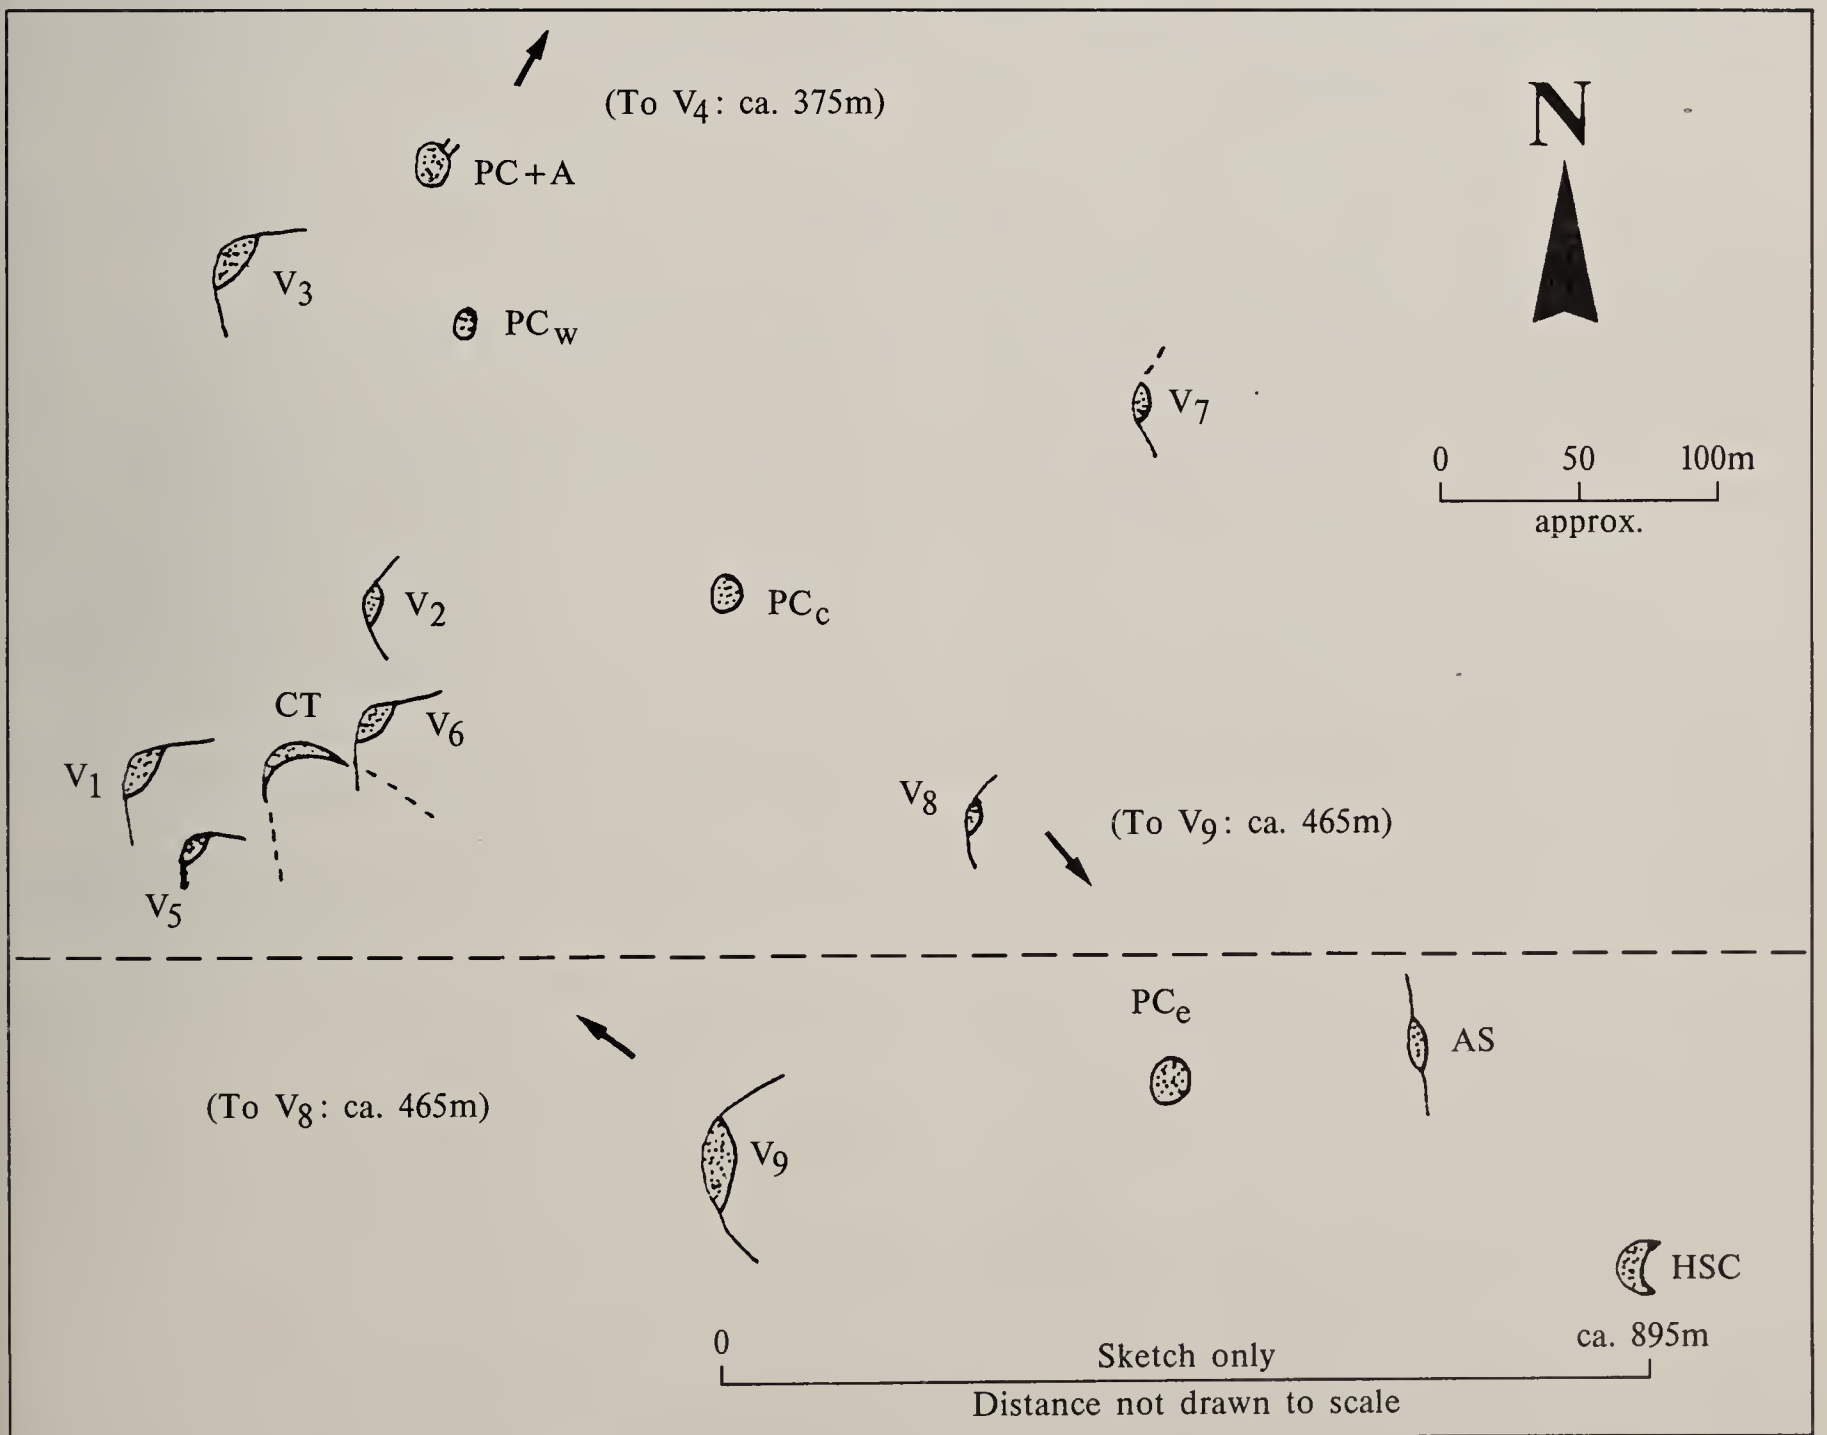 (To V4: ca. 375m)
N
PC+A
V3
PCw
V7
0 50 100m
approx.
V2
PCc
CT
V6
V1
V8
(To V9: ca. 465m)
V5
PCe
AS
(To V8: ca. 465m)
V9
HSC
0
ca. 895m
Sketch only
Distance not drawn to scale